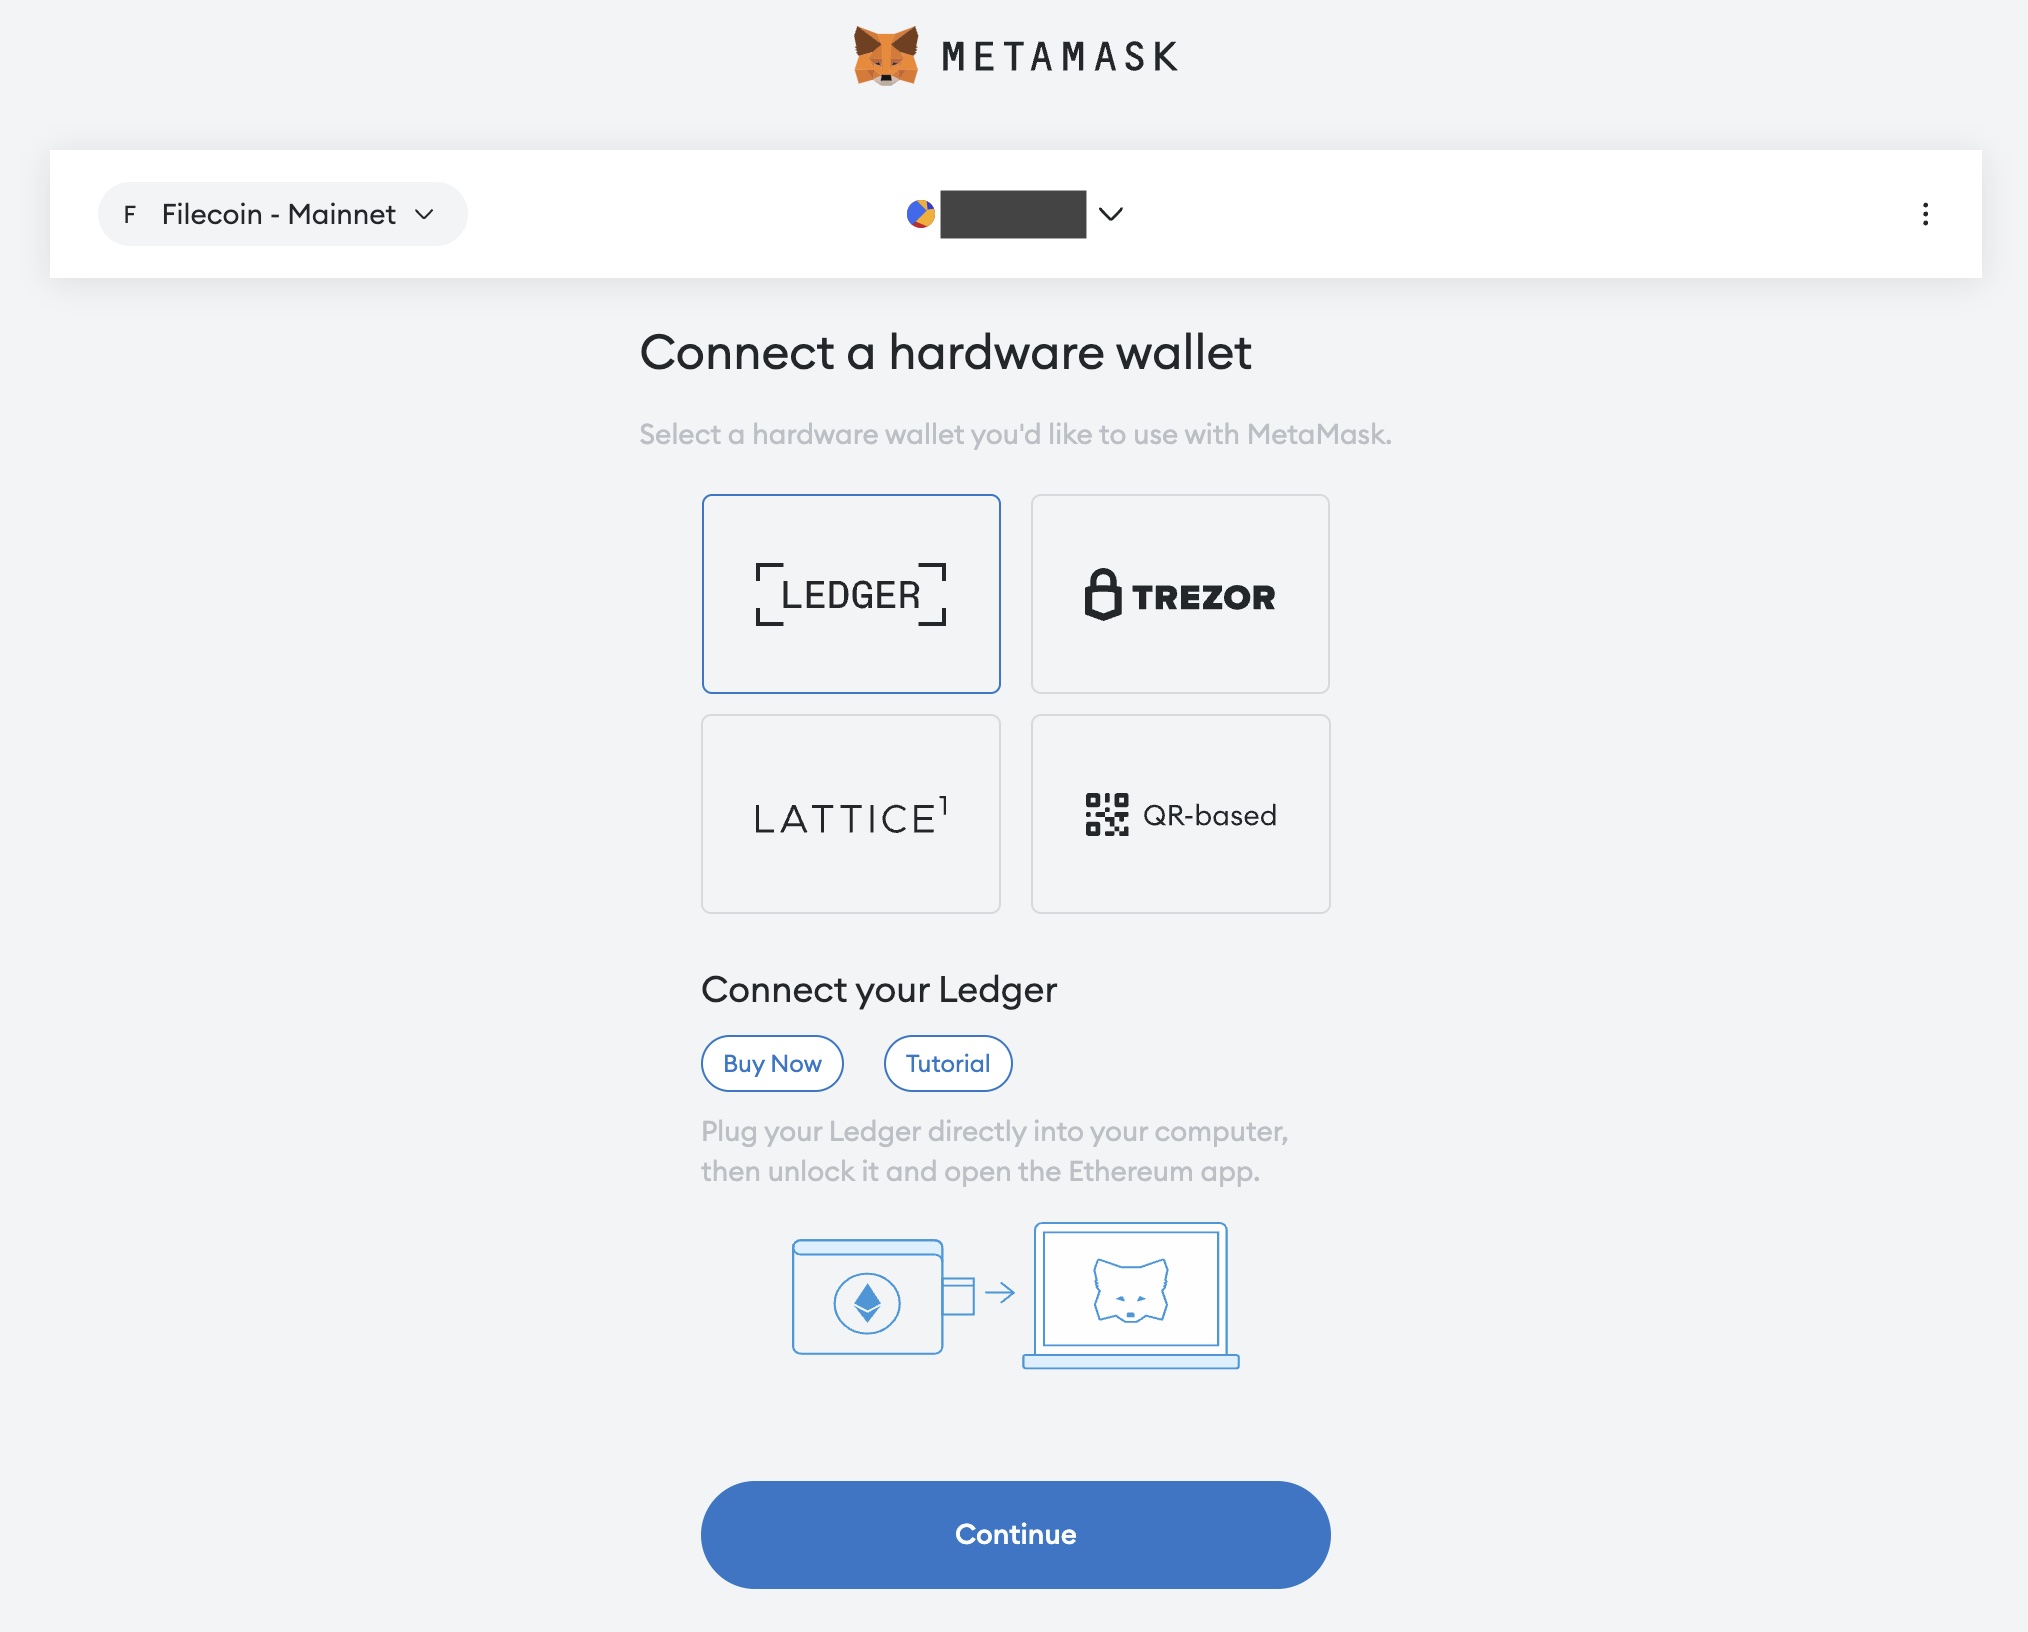 METAMASK
F Filecoin - Mainnet
Connect a hardware wallet
Select a hardware wallet you'd like to use with MetaMask.
LEDGER
TREZOR
LATTICE1
QR-based
Connect your Ledger
Buy Now
Tutorial
Plug your Ledger directly into your computer,
then unlock it and open the Ethereum app.
Continue